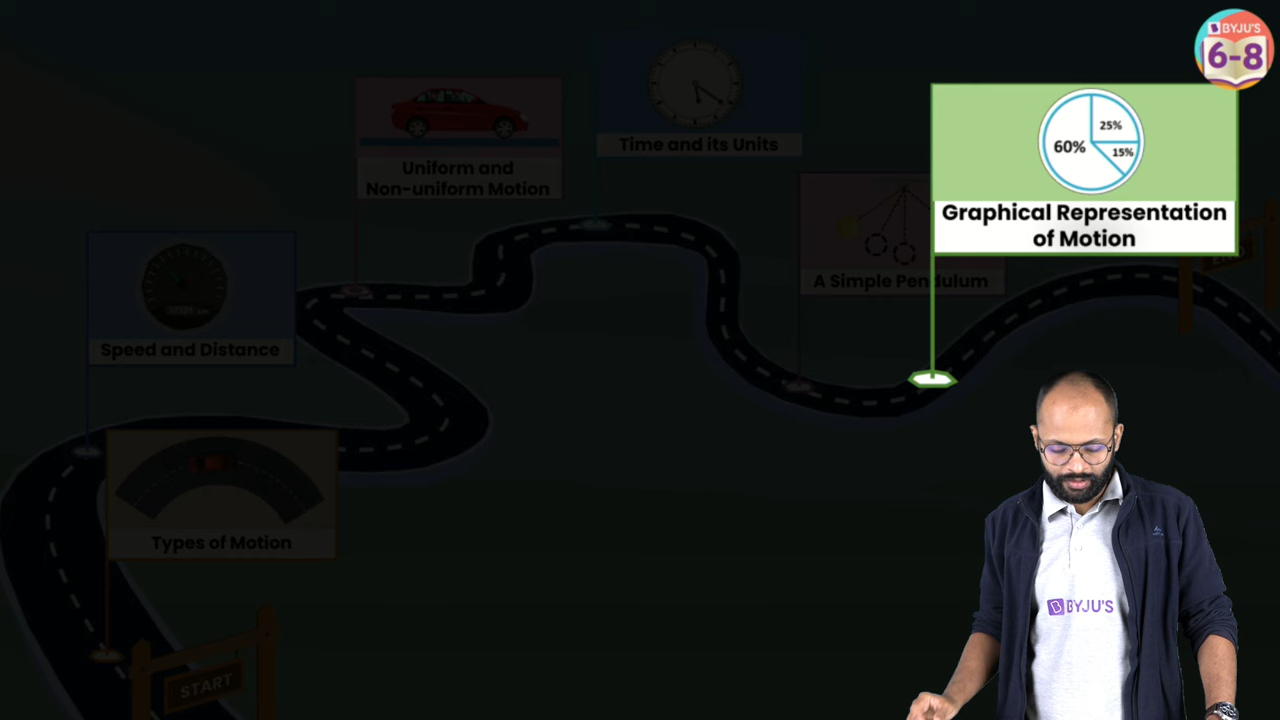 BYJU'S
6-8
60%
25%
15%
Graphical Representation
of Motion
Time and its Units
Uniform and
Non-uniform Motion
A Simple Pendulum
Speed and Distance
Types of Motion
START
BYJU'S